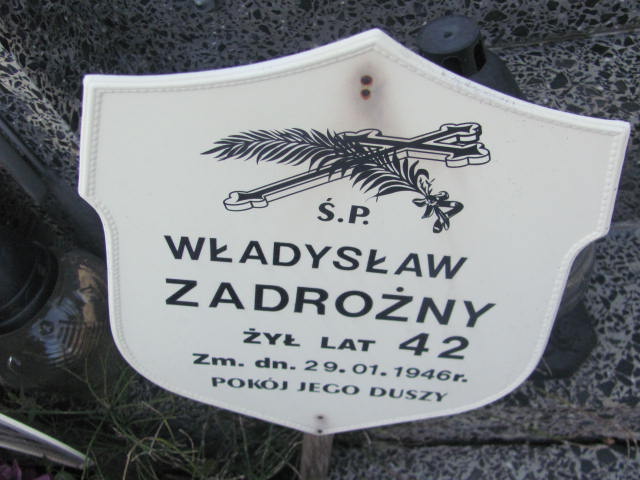 Ś.P.
WŁADYSŁAW
ZADROŻNY
ŻYŁ LAT 42
Zm. dn. 29.01.1946r.
POKÓJ JEGO DUSZY